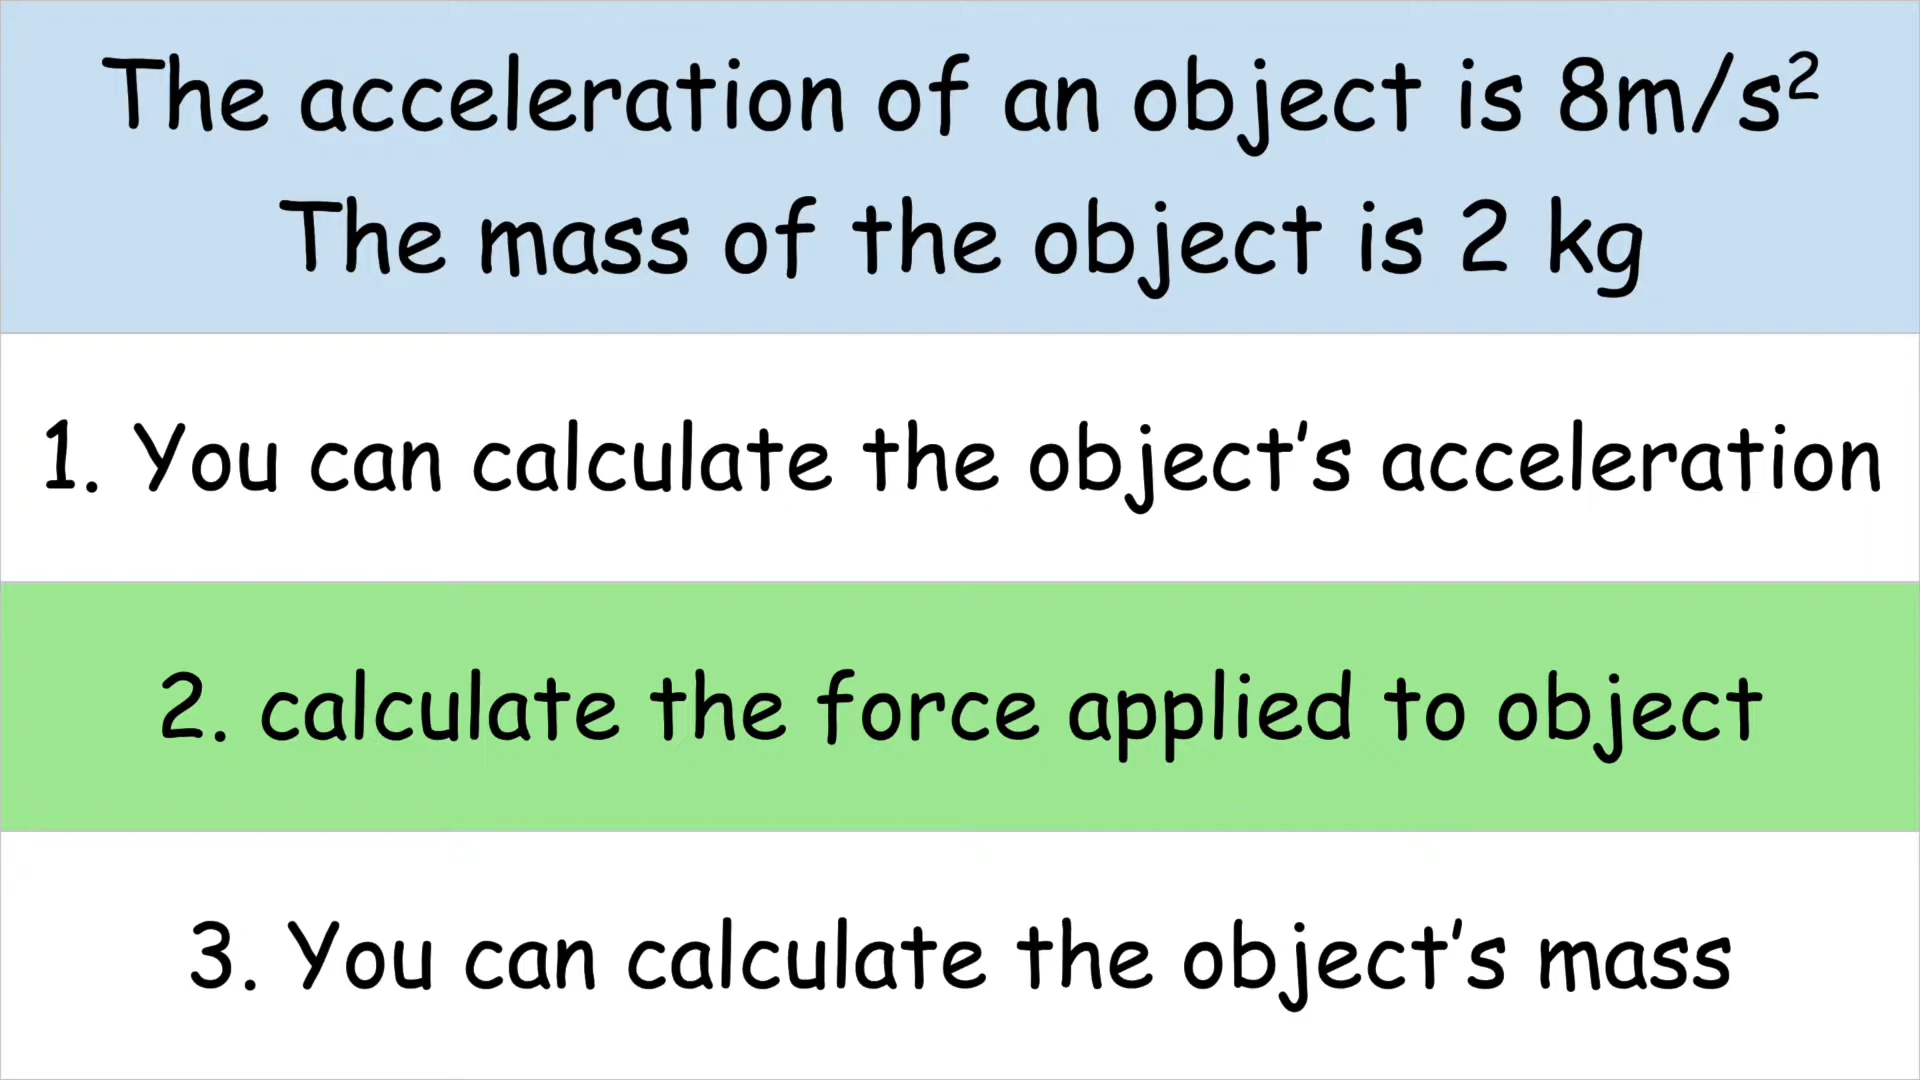 The acceleration of an object is 8m/s²
The mass of the object is 2 kg
1. You can calculate the object’s acceleration
2. calculate the force applied to object
3. You can calculate the object’s mass